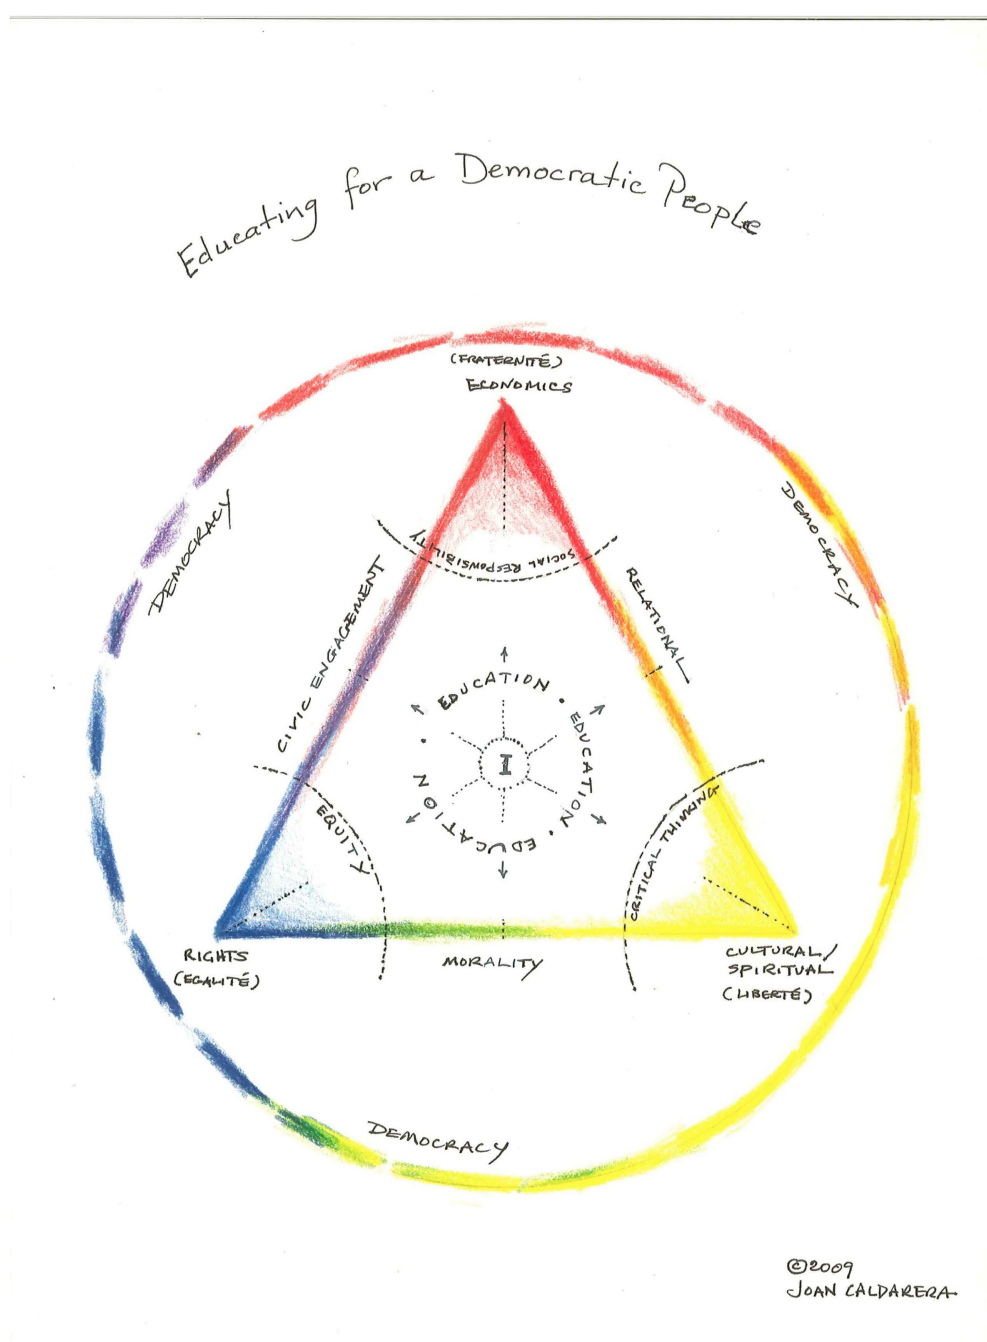 Educating for a Democratic People
(FRATERNITÉ)
ECONOMICS
DEMOCRACY
DEMOCRACY
SOCIAL RESPONSIBILITY
CIVIC ENGAGEMENT
RELATIONAL
EDUCATION • EDUCATION • EDUCATION •
I
EQUITY
CRITICAL THINKING
RIGHTS
(EGALITÉ)
MORALITY
CULTURAL/
SPIRITUAL
(LIBERTÉ)
DEMOCRACY
©2009
JOAN CALDARERA